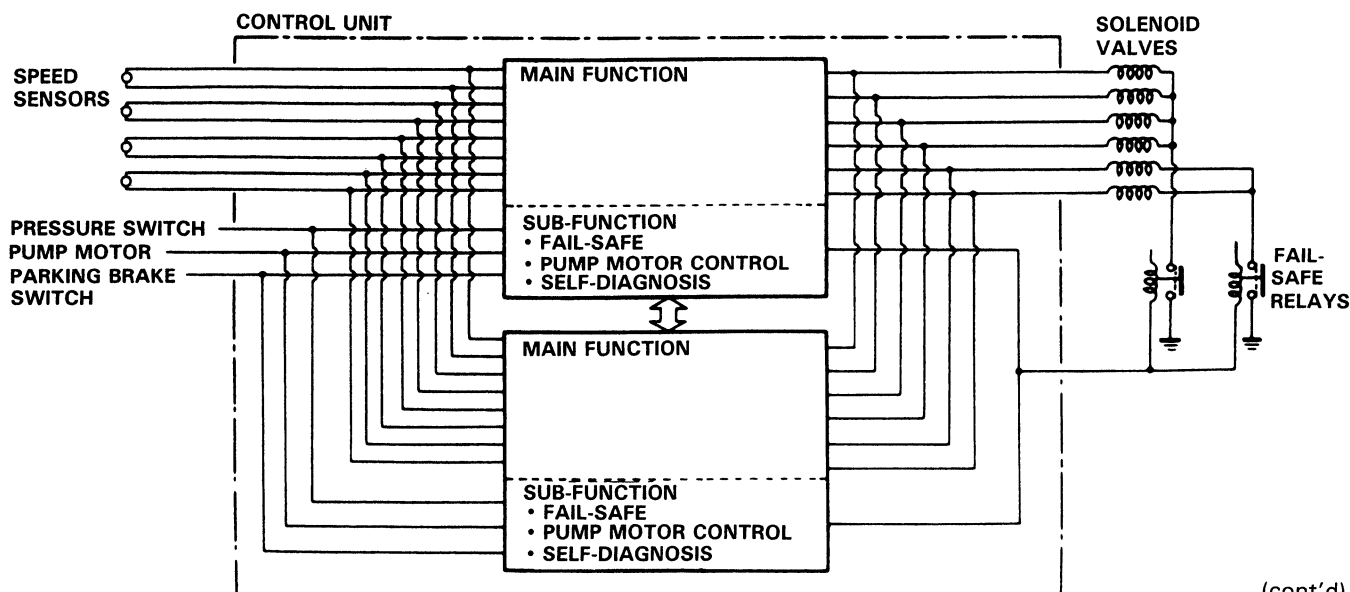 CONTROL UNIT
SOLENOID
VALVES
SPEED
SENSORS
MAIN FUNCTION
PRESSURE SWITCH
PUMP MOTOR
PARKING BRAKE
SWITCH
SUB-FUNCTION
• FAIL-SAFE
• PUMP MOTOR CONTROL
• SELF-DIAGNOSIS
FAIL-
SAFE
RELAYS
MAIN FUNCTION
SUB-FUNCTION
• FAIL-SAFE
• PUMP MOTOR CONTROL
• SELF-DIAGNOSIS
(cont'd)